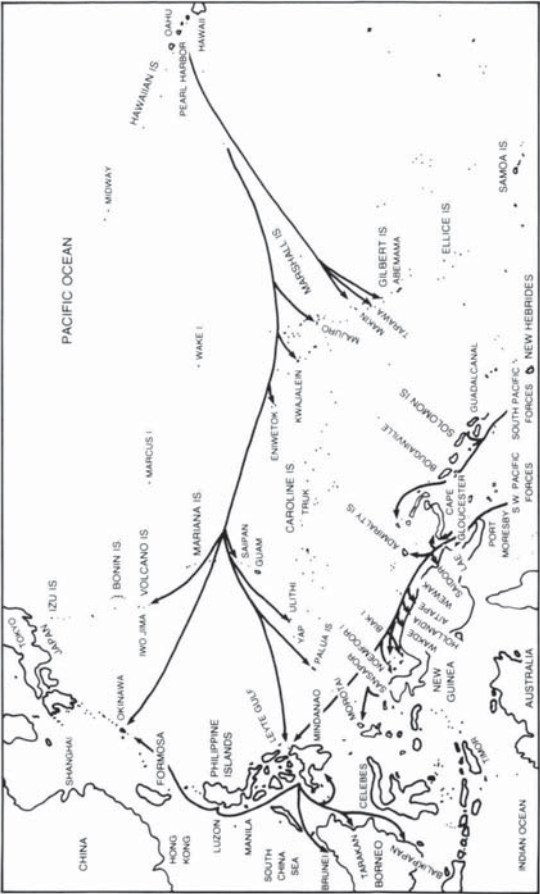 CHINA
SHANGHAI
TOKYO
JAPAN
IZU IS
PACIFIC OCEAN
HONG
KONG
FORMOSA
OKINAWA
BONIN IS
VOLCANO IS
IWO JIMA
MARCUS I
MIDWAY
HAWAIIAN IS
OAHU
PEARL HARBOR
HAWAII
WAKE I
LUZON
MANILA
PHILIPPINE
ISLANDS
MARIANA IS
SAIPAN
GUAM
SOUTH
CHINA
SEA
LEYTE GULF
MINDANAO
ULITHI
YAP
PALUA IS
CAROLINE IS
TRUK
ENIWETOK
KWAJALEIN
MARSHALL IS
MAJURO
MAKIN
TARAWA
GILBERT IS
ABEMAMA
ELLICE IS
SAMOA IS
BRUNEI
TARAKAN
BORNEO
BALIKPAPAN
CELEBES
MOROTAI
SANSAPOR
NOEMFOOR I
BIAK I
WAKDE
HOLLANDIA
AITAPE
WEWAK
SAIDOR
LAE
NEW
GUINEA
ADMIRALTY IS
CAPE
GLOUCESTER
BOUGAINVILLE
SOLOMON IS
GUADALCANAL
PORT
MORESBY
S.W. PACIFIC
FORCES
SOUTH PACIFIC
FORCES
NEW HEBRIDES
TIMOR
INDIAN OCEAN
AUSTRALIA